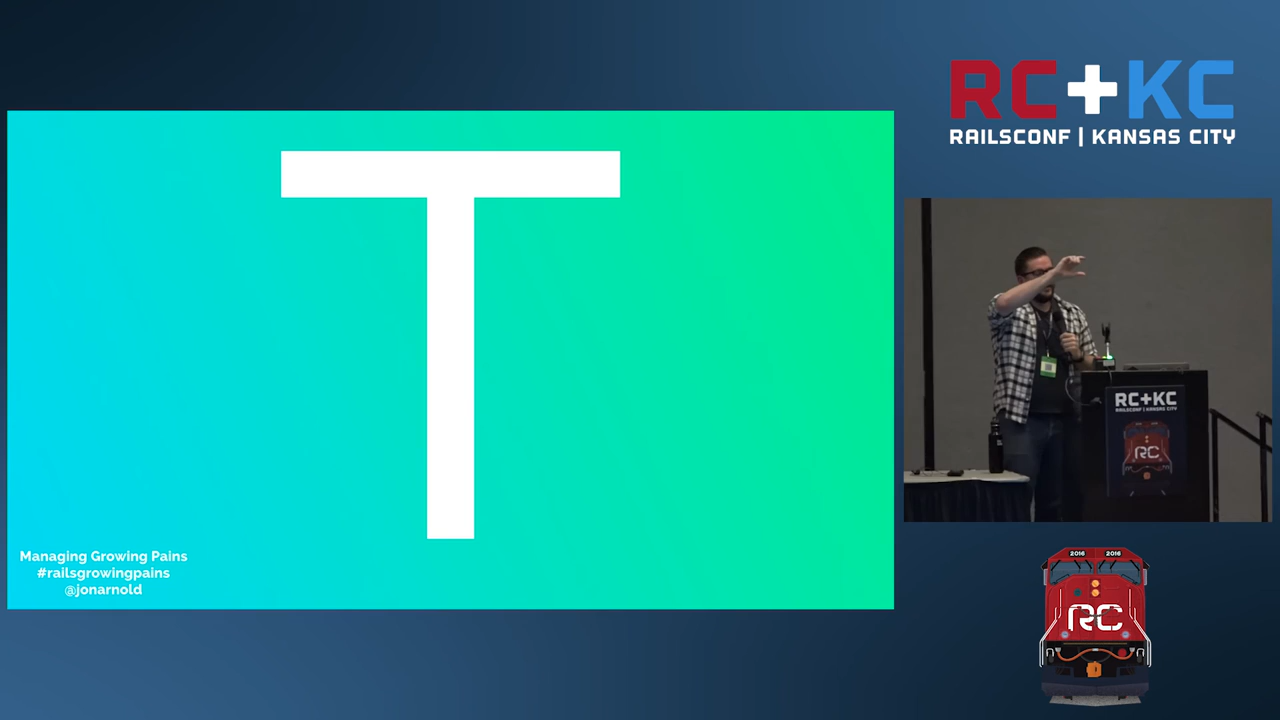 T
Managing Growing Pains
#railsgrowingpains
@jonarnold
RC+KC
RAILSCONF | KANSAS CITY
RC+KC
RAILSCONF | KANSAS CITY
RC
2016 2016
RC